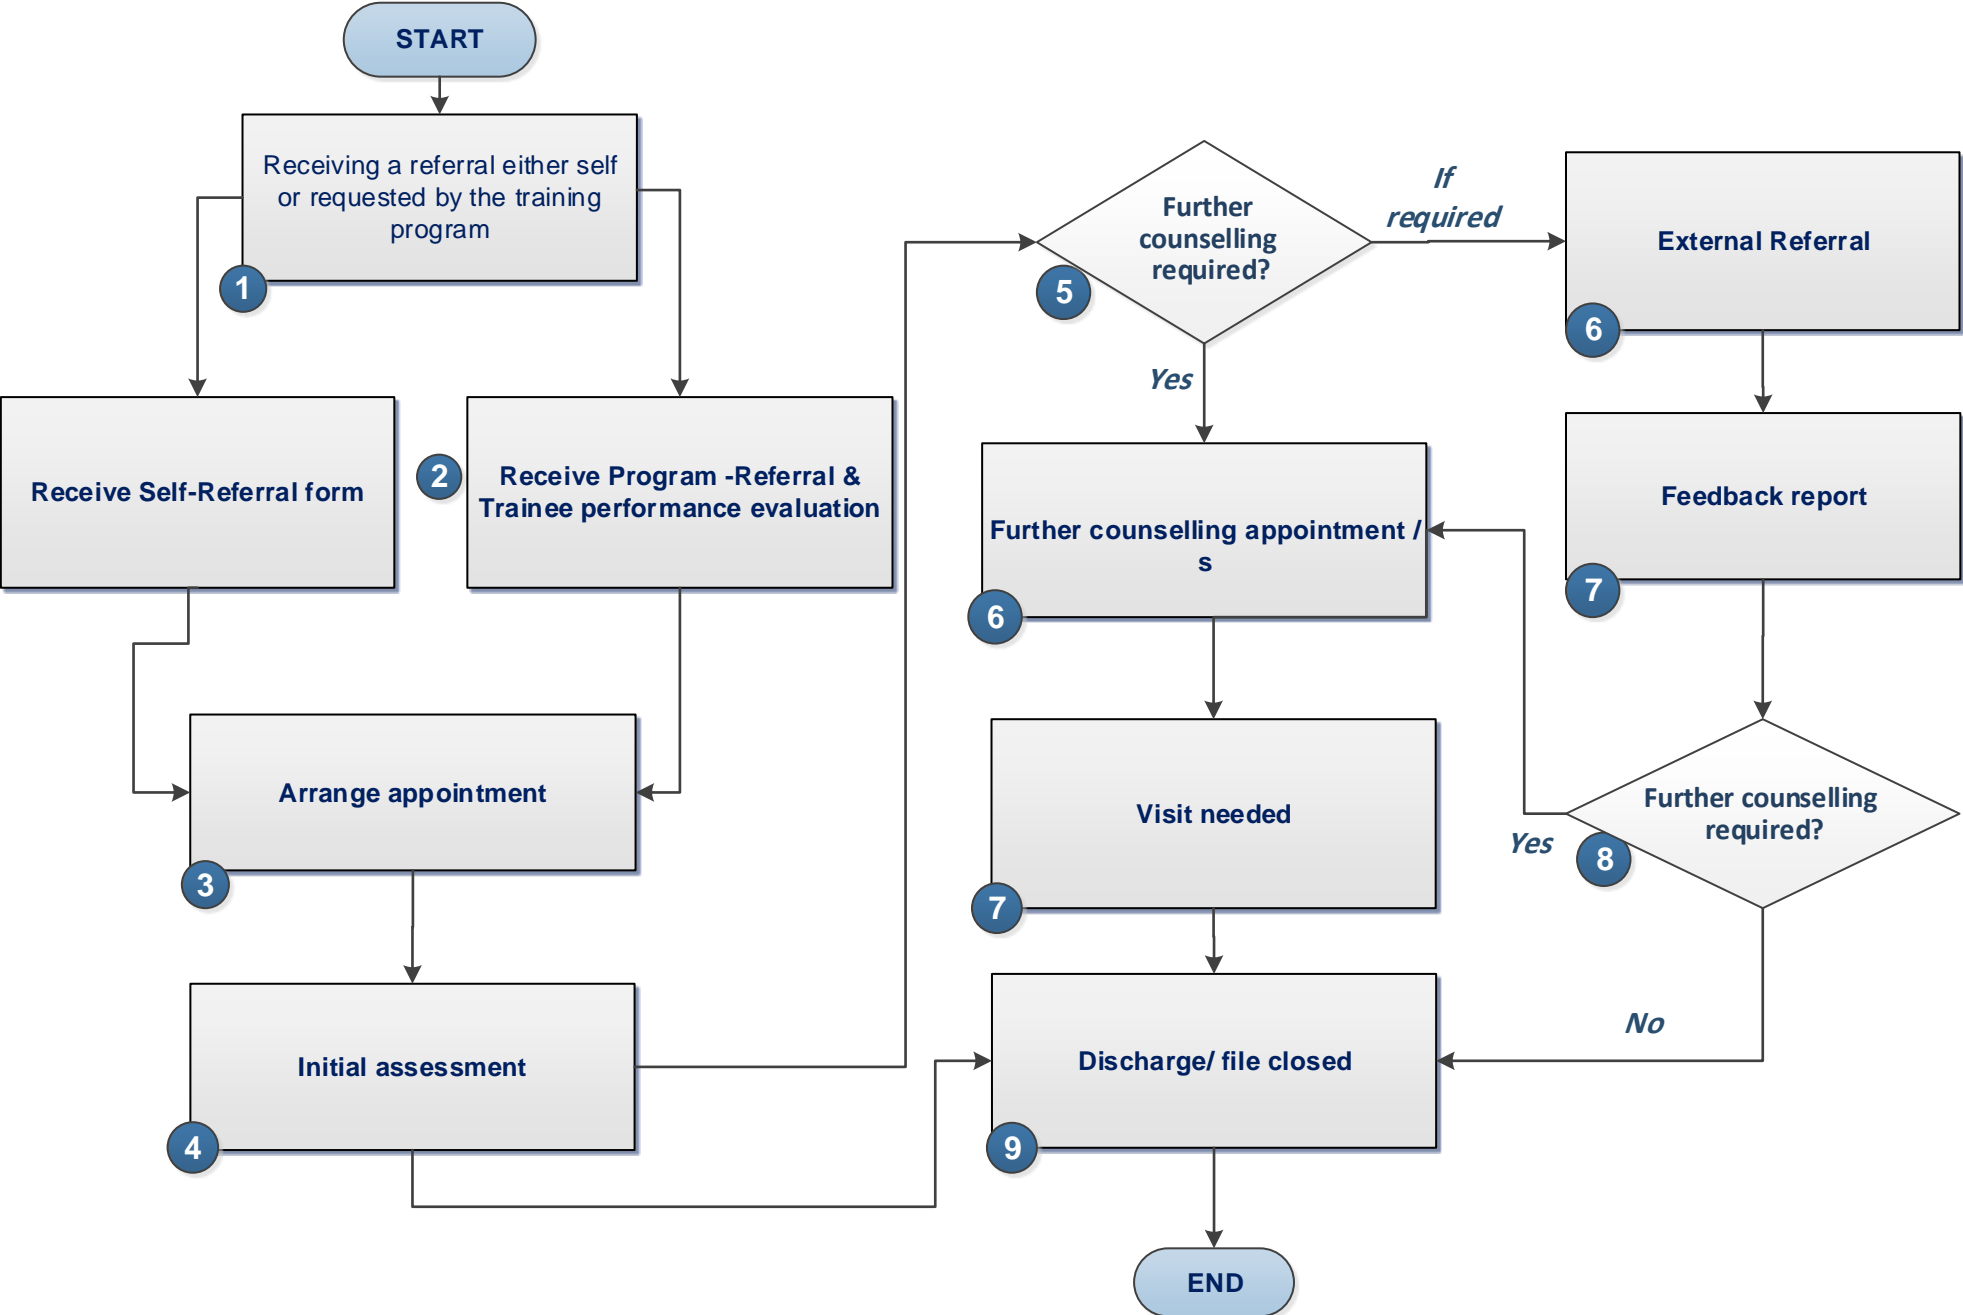 START
Receiving a referral either self
or requested by the training
program
1
Receive Self-Referral form
2
Receive Program -Referral &
Trainee performance evaluation
Arrange appointment
3
Initial assessment
4
Further
counselling
required?
5
If
required
Yes
External Referral
6
Further counselling appointment /
s
6
Feedback report
7
Visit needed
7
Further counselling
required?
8
Yes
No
Discharge/ file closed
9
END